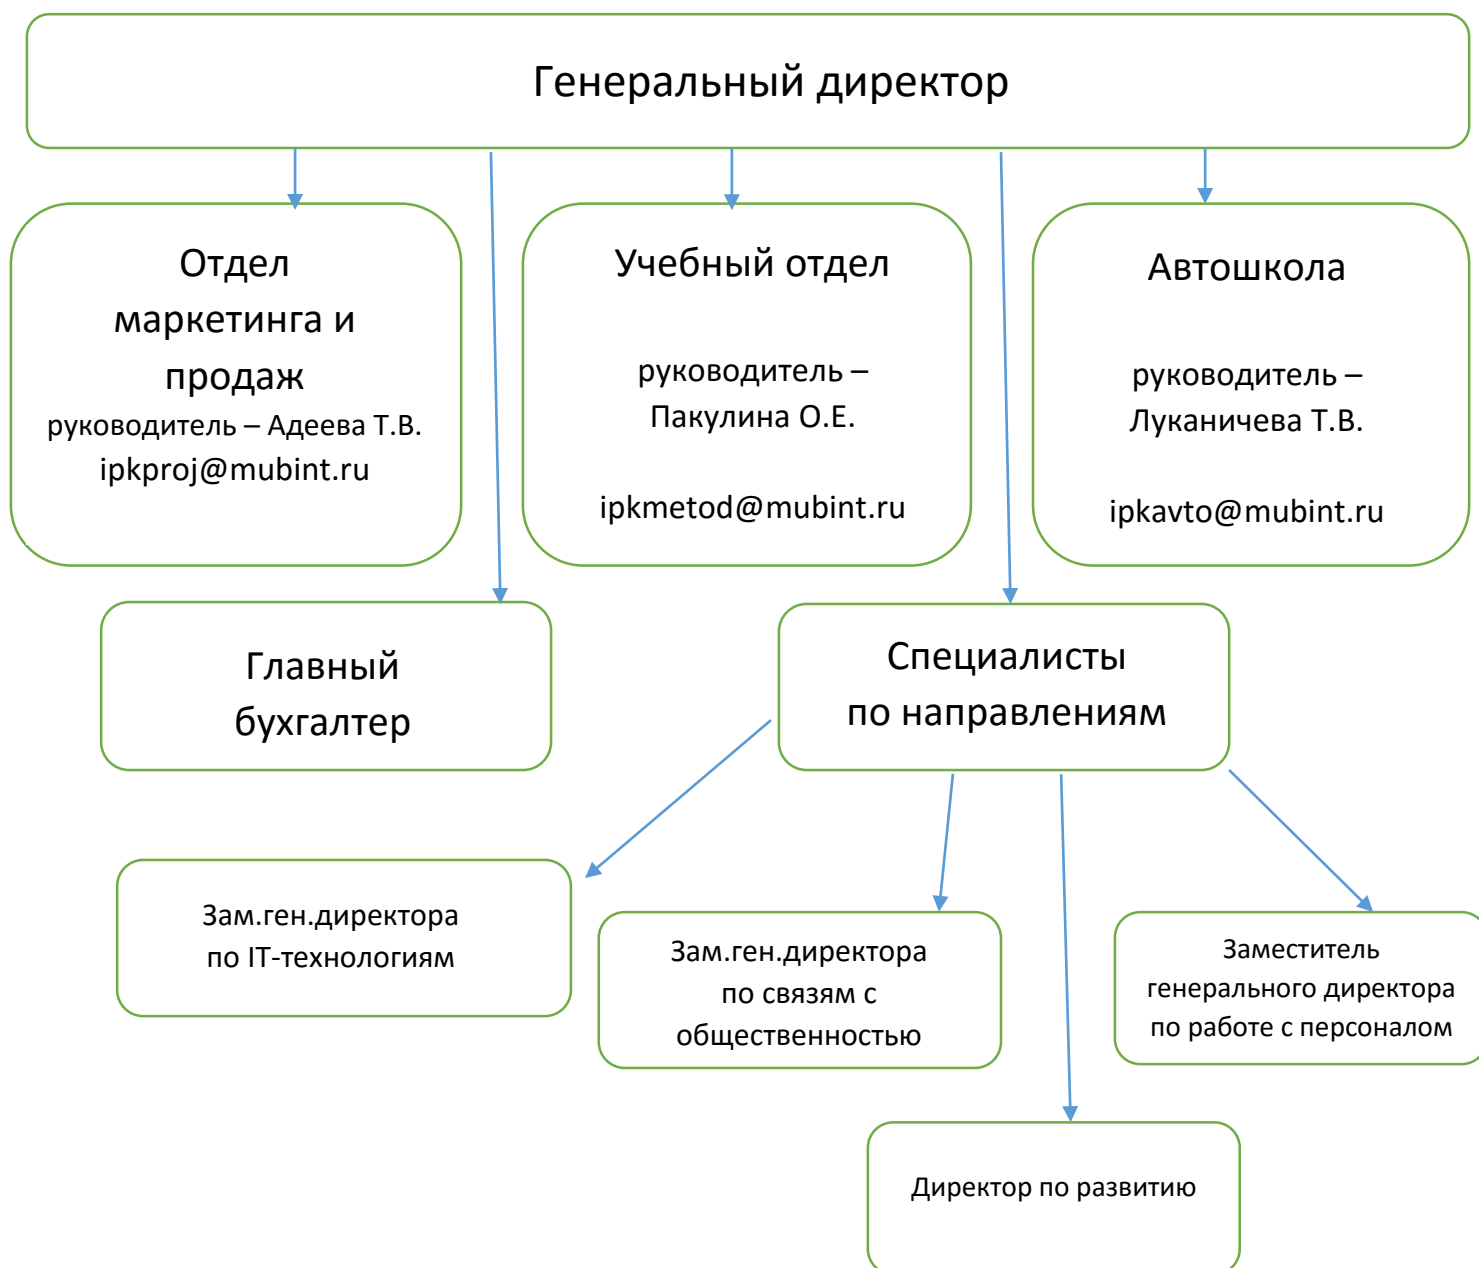 Генеральный директор
Отдел
маркетинга и
продаж
руководитель – Адеева Т.В.
ipkproj@mubint.ru
Учебный отдел
руководитель –
Пакулина О.Е.
ipkmetod@mubint.ru
Автошкола
руководитель –
Луканичева Т.В.
ipkavto@mubint.ru
Главный
бухгалтер
Специалисты
по направлениям
Зам.ген.директора
по IT-технологиям
Зам.ген.директора
по связям с
общественностью
Заместитель
генерального директора
по работе с персоналом
Директор по развитию